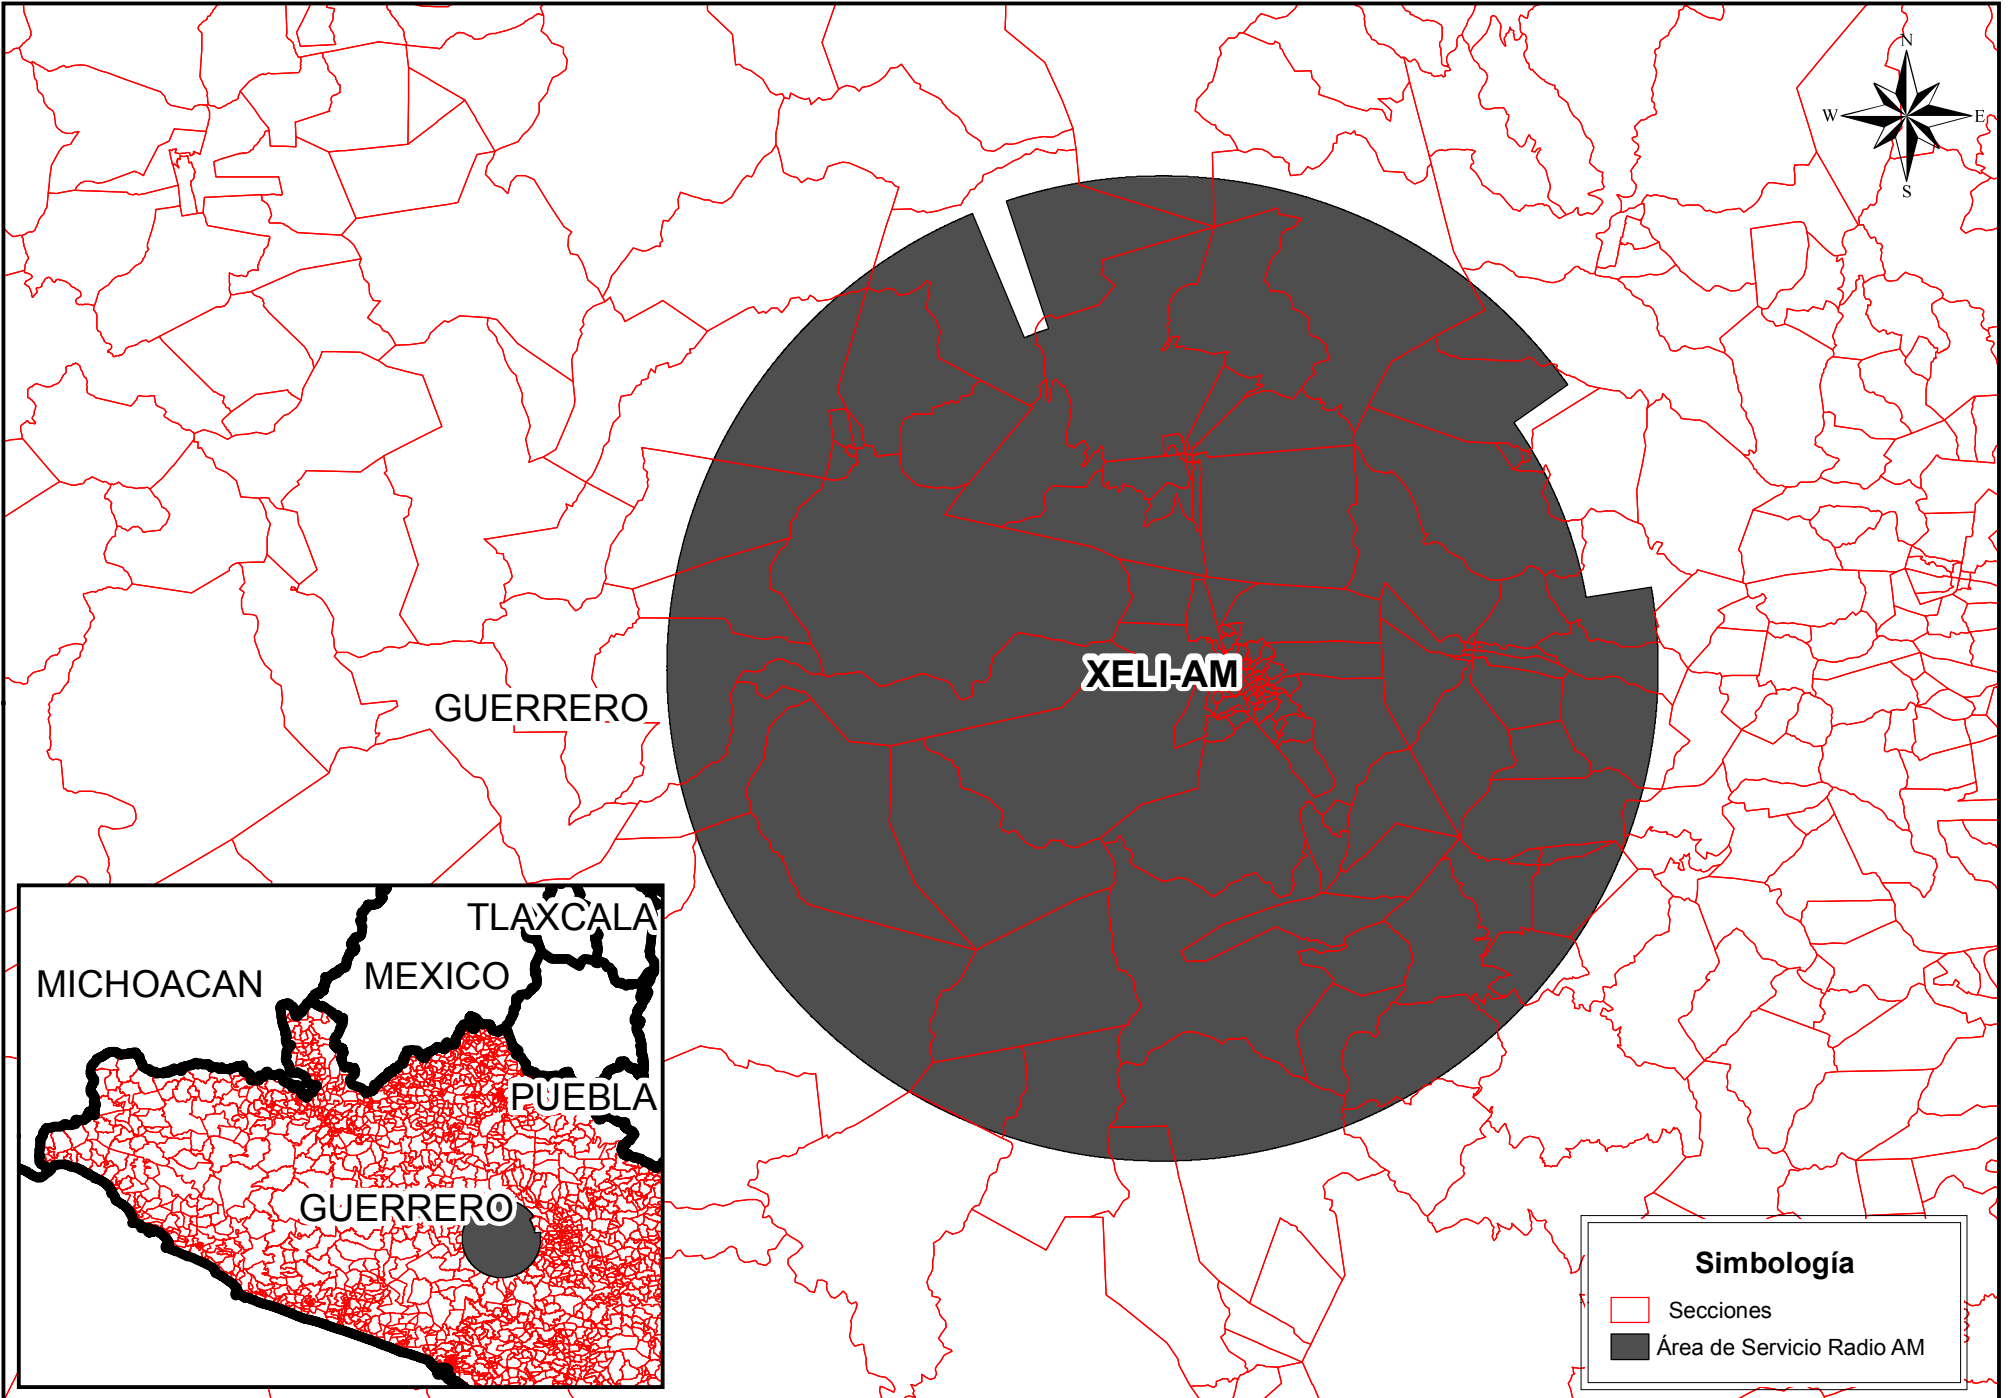 N
W
E
S
XELI-AM
GUERRERO
TLAXCALA
MICHOACAN
MEXICO
PUEBLA
GUERRERO
Simbología
Secciones
Área de Servicio Radio AM